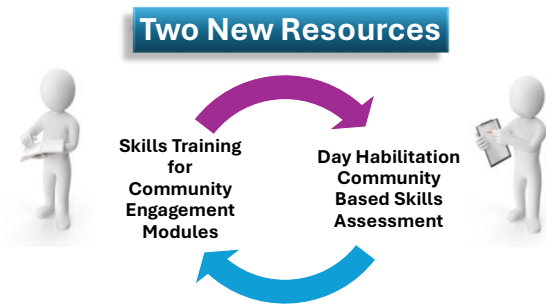 Two New Resources
Skills Training
for
Community
Engagement
Modules
Day Habilitation
Community
Based Skills
Assessment